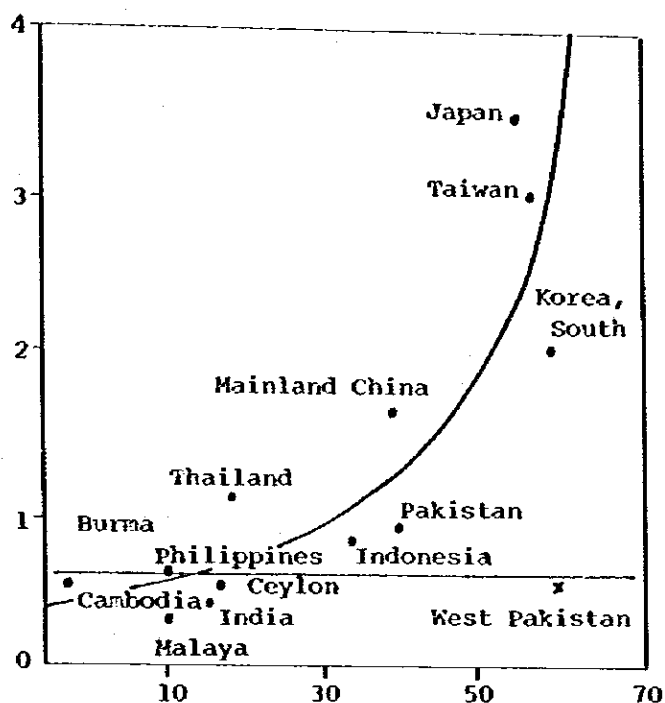 4
Japan
3
Taiwan
Korea,
South
2
Mainland China
Thailand
1
Burma
Pakistan
Philippines
Indonesia
Cambodia
Ceylon
India
West Pakistan
Malaya
0
10
30
50
70